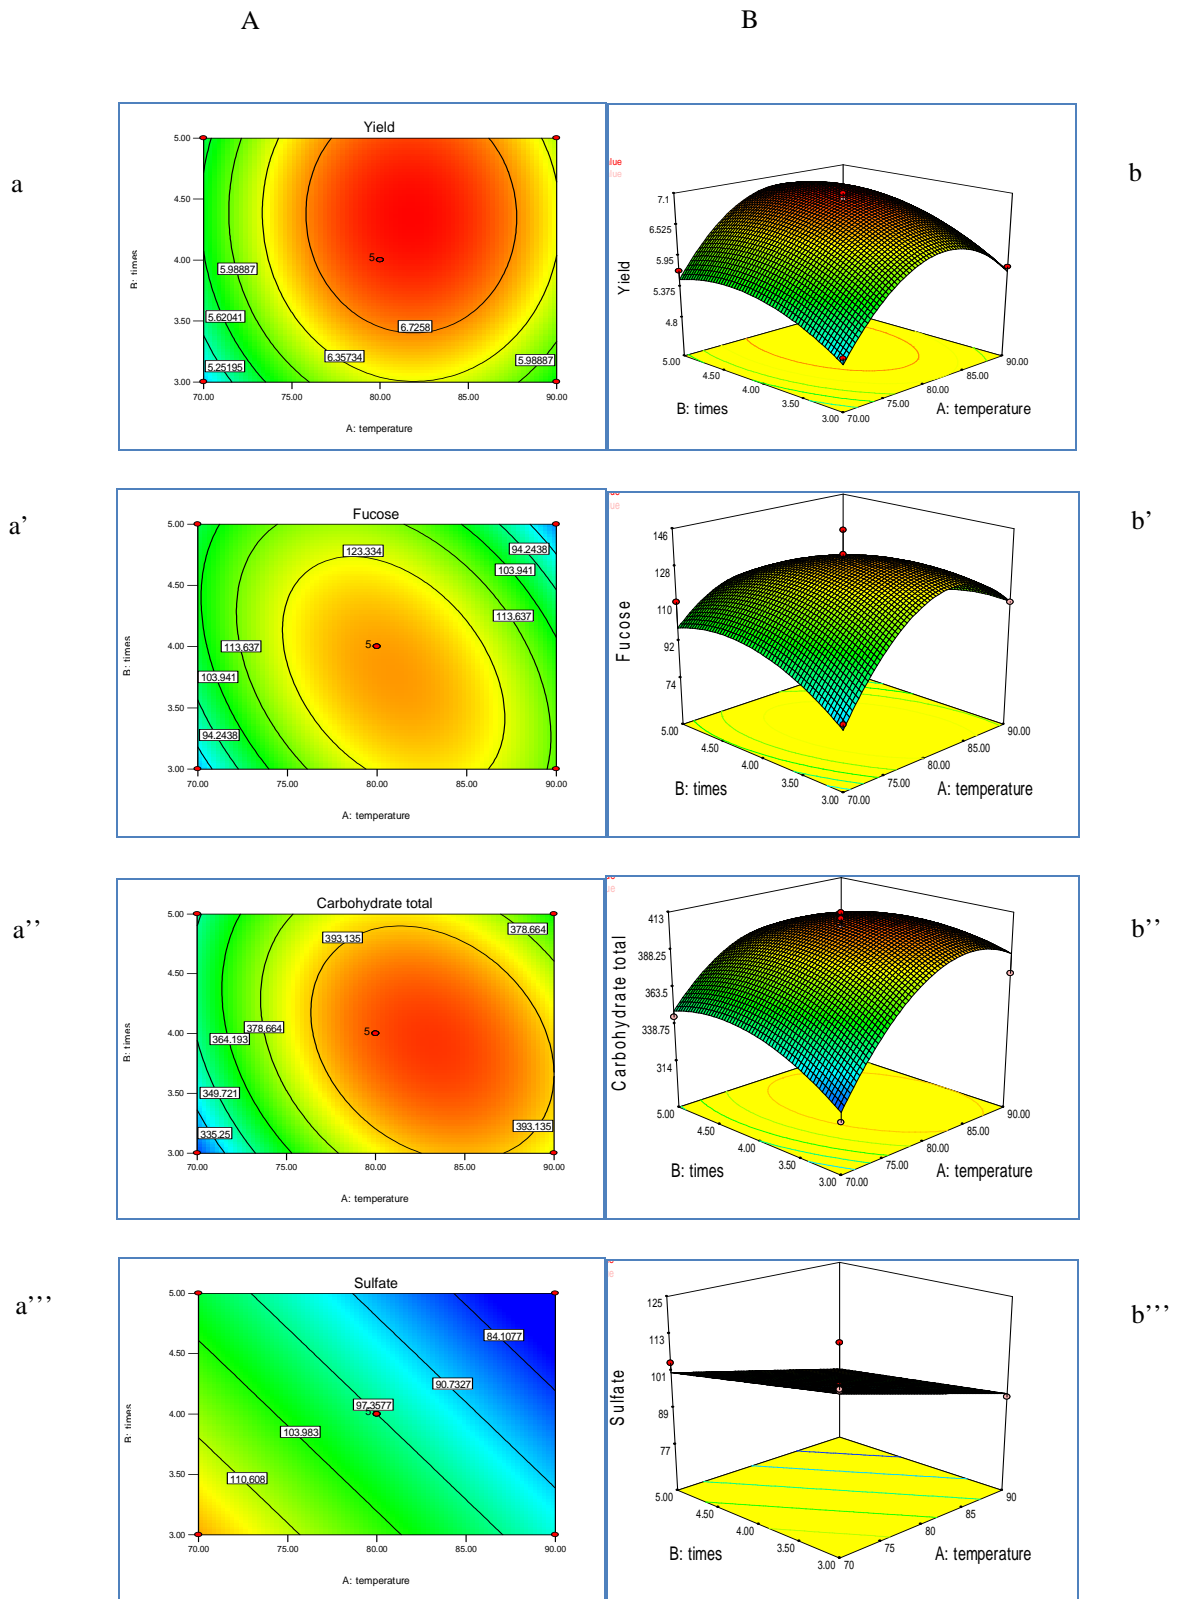 A B
a
Yield
5.00
4.50
4.00
3.50
3.00
B: times
5.98887
5.62041
5.25195
5
6.7258
6.35734
5.98887
70.00 75.00 80.00 85.00 90.00
A: temperature
b
lue
lue
7.1
6.525
5.95
5.375
4.8
Yield
5.00 4.50 4.00 3.50 3.00
B: times
70.00 75.00 80.00 85.00 90.00
A: temperature
a'
Fucose
5.00
4.50
4.00
3.50
3.00
B: times
123.334
94.2438
103.941
113.637
5
113.637
103.941
94.2438
70.00 75.00 80.00 85.00 90.00
A: temperature
b'
ue
146
128
110
92
74
Fucose
5.00 4.50 4.00 3.50 3.00
B: times
70.00 75.00 80.00 85.00 90.00
A: temperature
a’’
Carbohydrate total
5.00
4.50
4.00
3.50
3.00
B: times
393.135
378.664
378.664
5
364.193
349.721
335.25
393.135
70.00 75.00 80.00 85.00 90.00
A: temperature
b’’
ue
413
388.25
363.5
338.75
314
Carbohydrate total
5.00 4.50 4.00 3.50 3.00
B: times
70.00 75.00 80.00 85.00 90.00
A: temperature
a’’’
Sulfate
5.00
4.50
4.00
3.50
3.00
B: times
84.1077
90.7327
97.3577
5
103.983
110.608
70.00 75.00 80.00 85.00 90.00
A: temperature
b’’’
ue
125
113
101
89
77
Sulfate
5.00 4.50 4.00 3.50 3.00
B: times
70 75 80 85 90
A: temperature